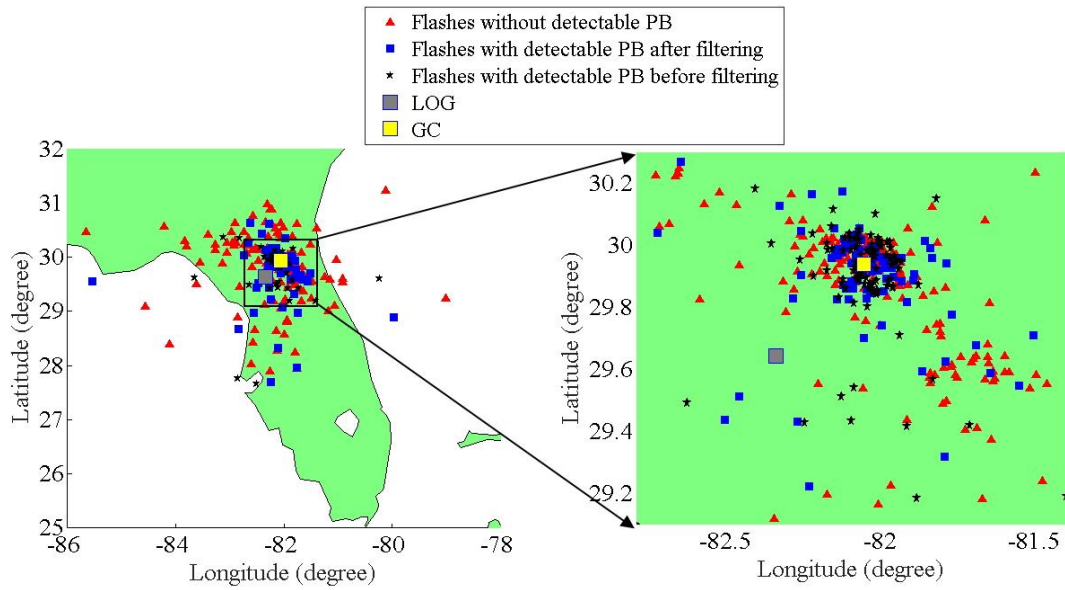 Flashes without detectable PB
Flashes with detectable PB after filtering
Flashes with detectable PB before filtering
LOG
GC
32
31
30
29
28
27
26
25
-86
-84
-82
-80
-78
Latitude (degree)
Longitude (degree)
30.2
30
29.8
29.6
29.4
29.2
-82.5
-82
-81.5
Latitude (degree)
Longitude (degree)